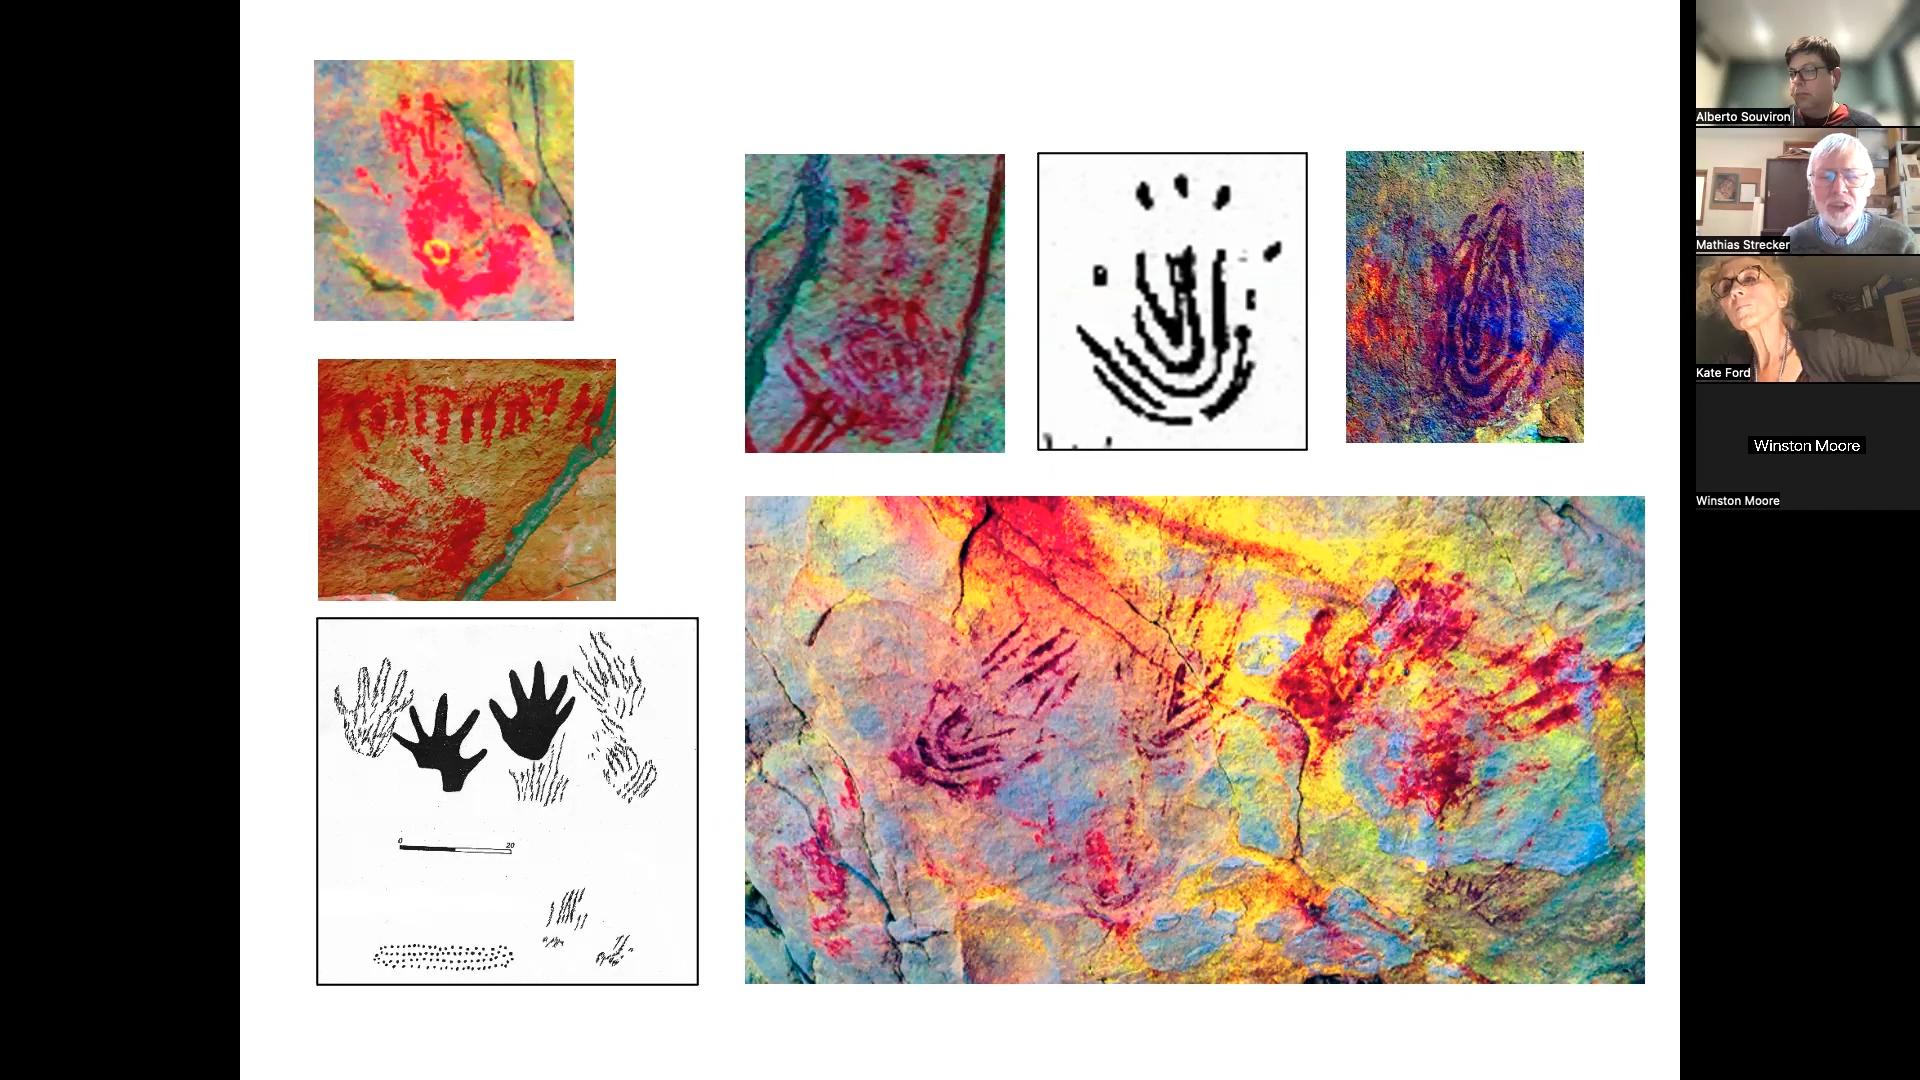 Alberto Souviron
Mathias Strecker
Kate Ford
Winston Moore
Winston Moore
0 20